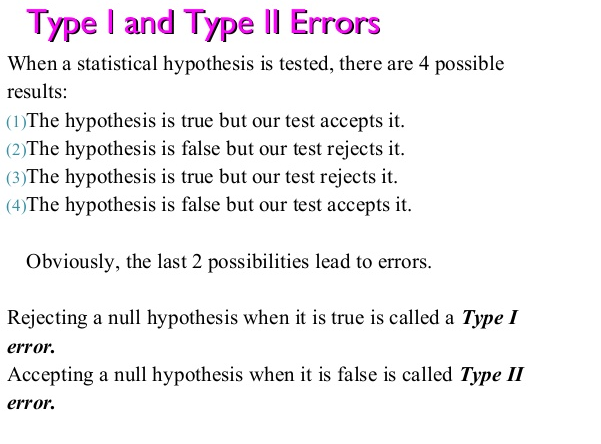 Type I and Type II Errors
When a statistical hypothesis is tested, there are 4 possible
results:
(1)The hypothesis is true but our test accepts it.
(2)The hypothesis is false but our test rejects it.
(3)The hypothesis is true but our test rejects it.
(4)The hypothesis is false but our test accepts it.
Obviously, the last 2 possibilities lead to errors.
Rejecting a null hypothesis when it is true is called a Type I
error.
Accepting a null hypothesis when it is false is called Type II
error.